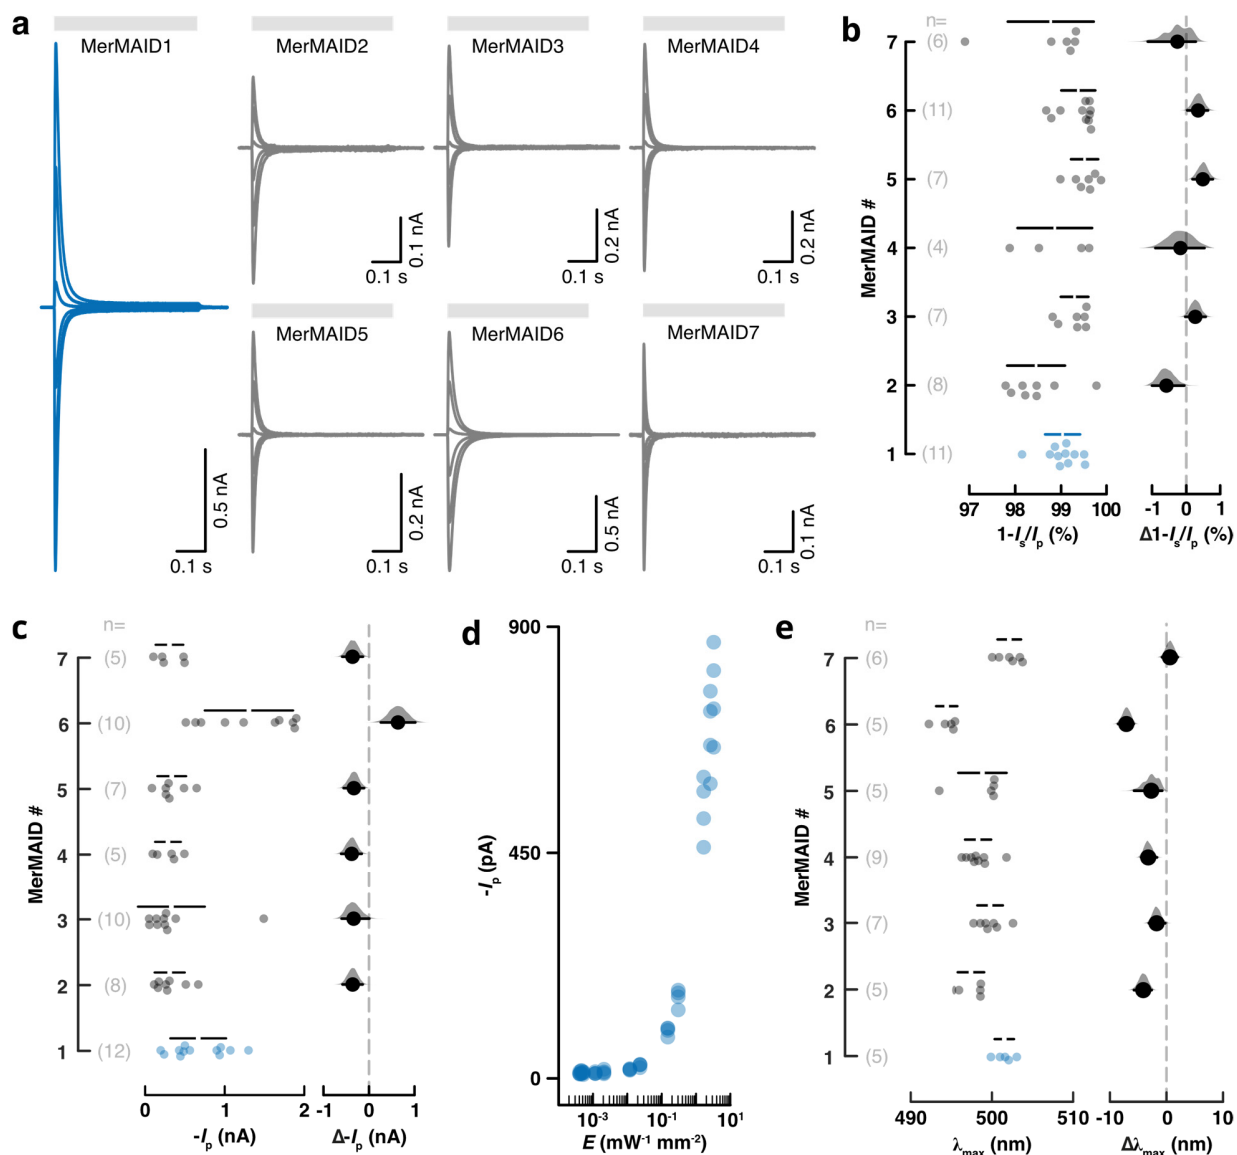 a
MerMAID1
MerMAID2
MerMAID3
MerMAID4
0.5 nA
0.1 s
0.1 nA
0.1 s
0.2 nA
0.1 s
0.2 nA
0.1 s
MerMAID5
MerMAID6
MerMAID7
0.2 nA
0.1 s
0.5 nA
0.1 s
0.1 nA
0.1 s
b
n=
7 (6)
6 (11)
5 (7)
4 (4)
3 (7)
2 (8)
1 (11)
MerMAID #
97 98 99 100
1-Is/Ip (%)
-1 0 1
Δ1-Is/Ip (%)
c
n=
7 (5)
6 (10)
5 (7)
4 (5)
3 (10)
2 (8)
1 (12)
MerMAID #
0 1 2
-Ip (nA)
-1 0 1
Δ-Ip (nA)
d
900
450
0
-Ip (pA)
10-3 10-1 101
E (mW-1 mm-2)
e
n=
7 (6)
6 (5)
5 (5)
4 (9)
3 (7)
2 (5)
1 (5)
MerMAID #
490 500 510
λmax (nm)
-10 0 10
Δλmax (nm)